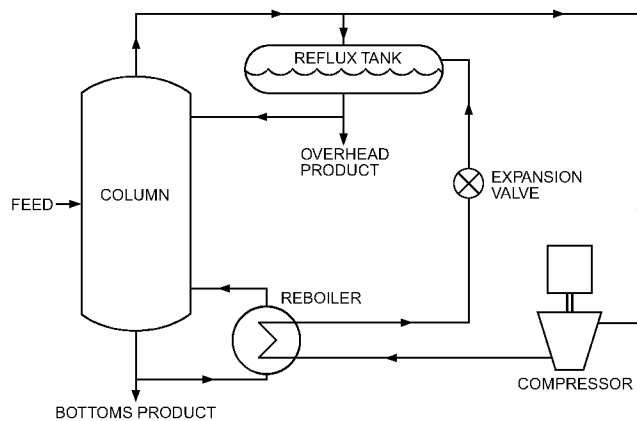 REFLUX TANK
OVERHEAD
PRODUCT
EXPANSION
VALVE
COLUMN
FEED
REBOILER
COMPRESSOR
BOTTOMS PRODUCT